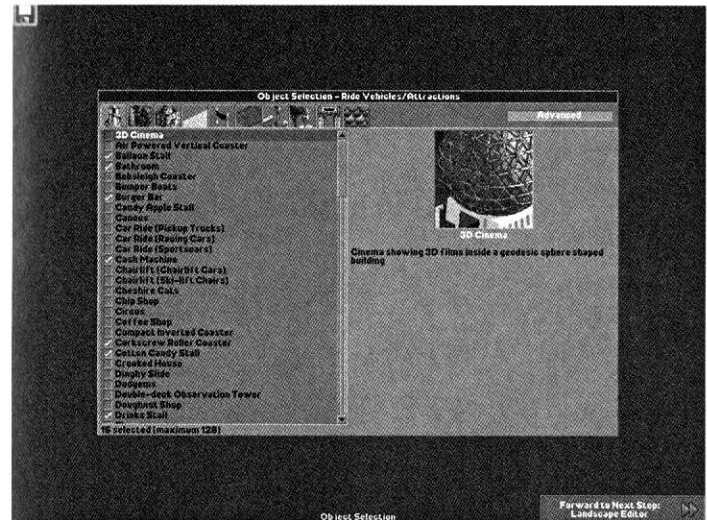 Object Selection - Ride Vehicles/Attractions
Advanced
3D Cinema
Air Powered Vertical Coaster
Balloon Stall
Bathroom
Bobsleigh Coaster
Bumper Boats
Burger Bar
Candy Apple Stall
Canoes
Car Ride (Pickup Trucks)
Car Ride (Racing Cars)
Car Ride (Sportscars)
Cash Machine
Chairlift (Chairlift Cars)
Chairlift (Ski-lift Chairs)
Cheshire Cats
Chip Shop
Circus
Coffee Shop
Compact Inverted Coaster
Corkscrew Roller Coaster
Cotton Candy Stall
Crooked House
Dinghy Slide
Dodgems
Double-deck Observation Tower
Doughnut Shop
Drinks Stall
16 selected (maximum 128)
3D Cinema
Cinema showing 3D films inside a geodesic sphere shaped
building
Object Selection
Forward to Next Step:
Landscape Editor